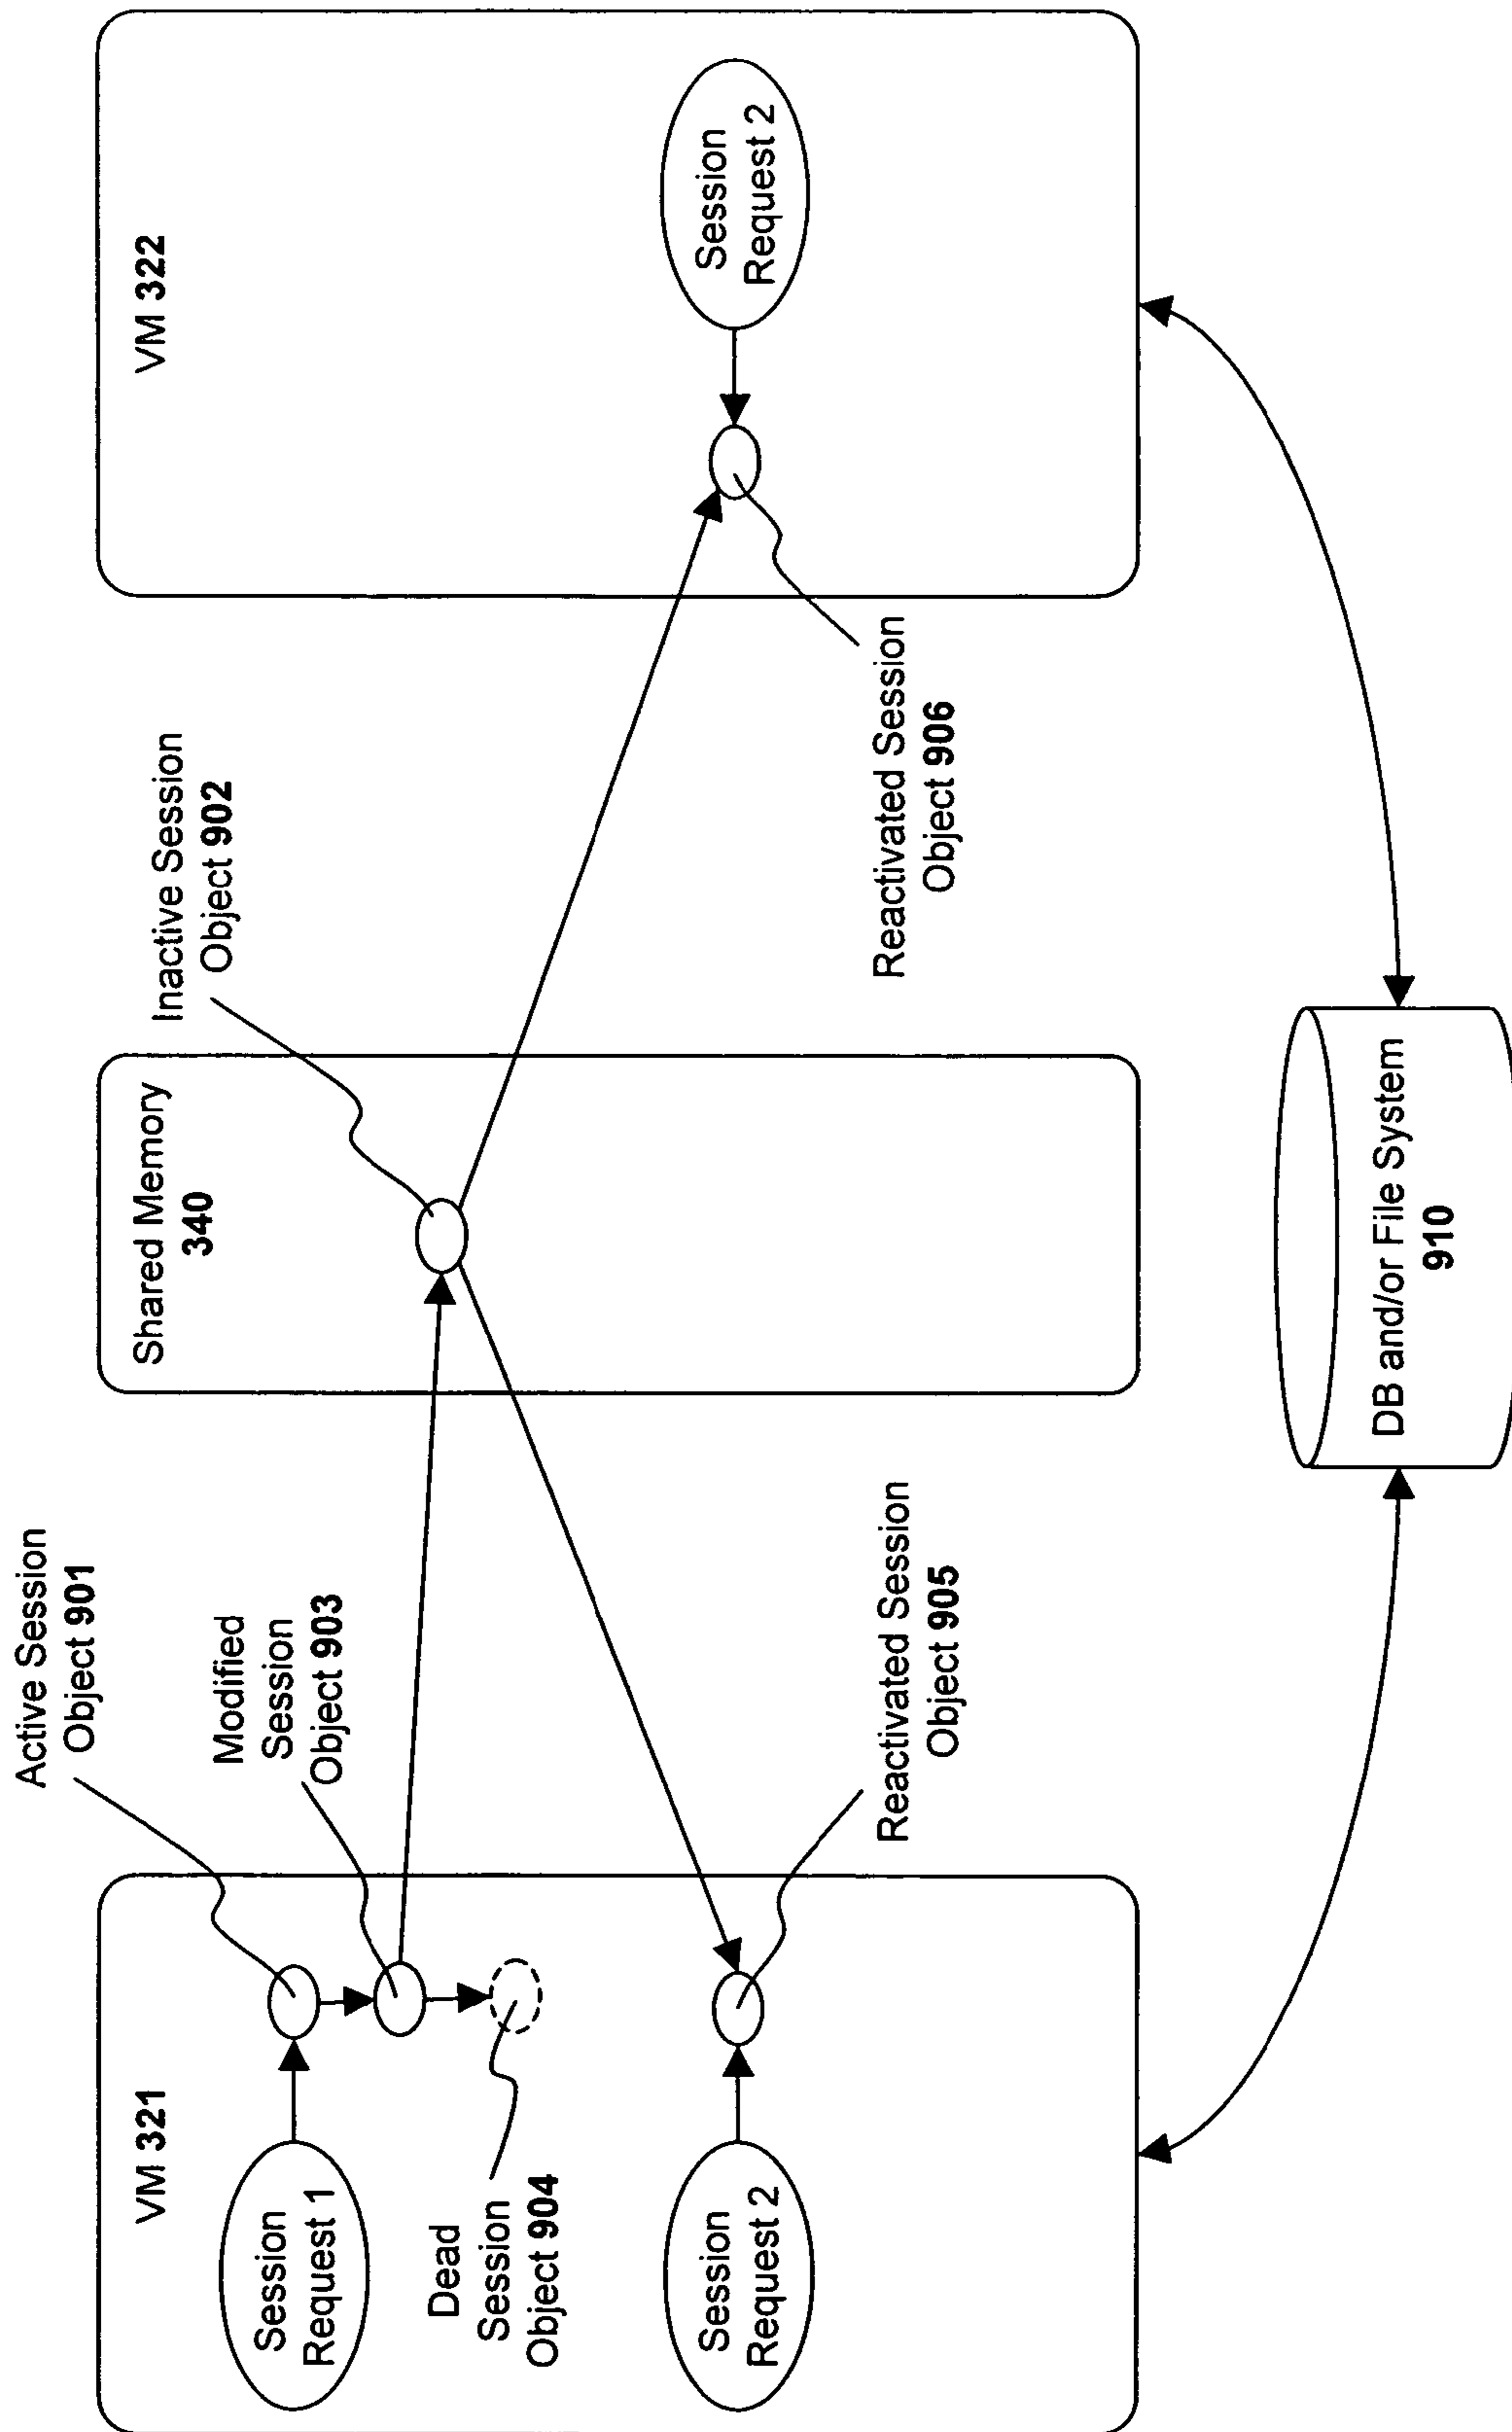 Active Session
Object 901
Modified
Session
Object 903
Inactive Session
Object 902
VM 321
Shared Memory
340
VM 322
Session
Request 1
Dead
Session
Object 904
Session
Request 2
Session
Request 2
Reactivated Session
Object 905
Reactivated Session
Object 906
DB and/or File System
910